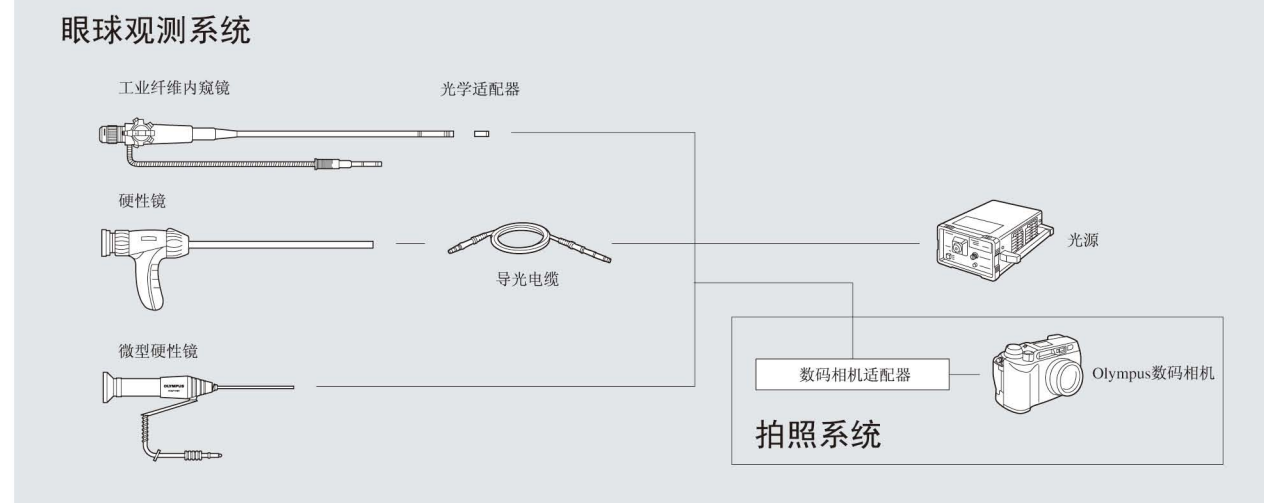 眼球观测系统
工业纤维内窥镜
光学适配器
硬性镜
导光电缆
光源
微型硬性镜
OLYMPUS
数码相机适配器
Olympus数码相机
拍照系统